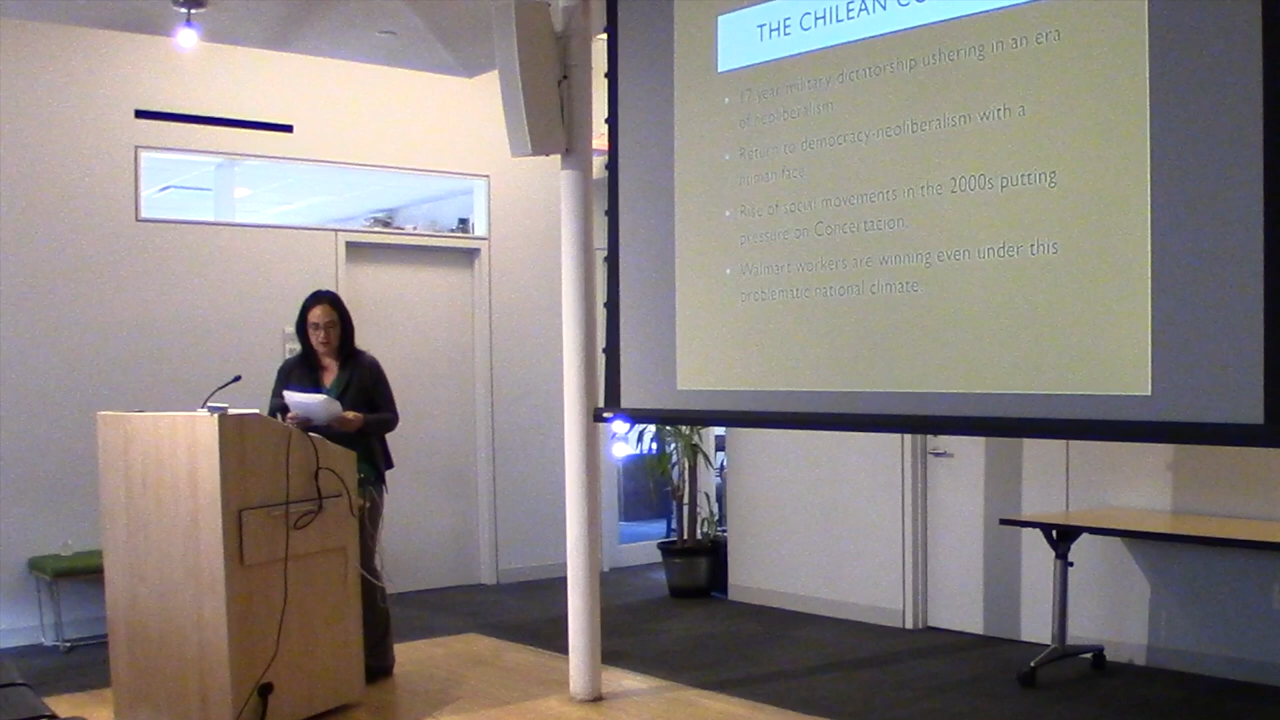 THE CHILEAN
17 year military dictatorship ushering in an era
of neoliberalism.
Return to democracy-neoliberalism with a
human face
Rise of social movements in the 2000s putting
pressure on Concertacion.
Walmart workers are winning even under this
problematic national climate.